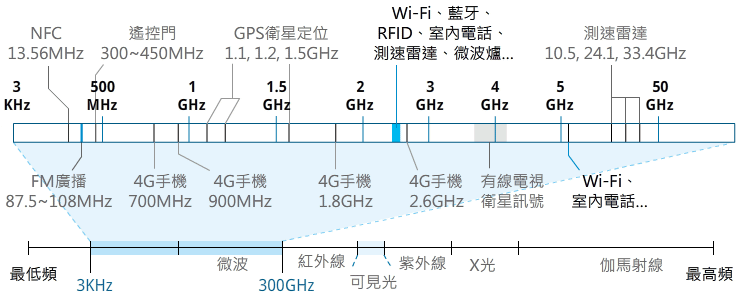 Wi-Fi、藍牙、
NFC
遙控門
GPS衛星定位
RFID、室內電話、
測速雷達
13.56MHz
300~450MHz
1.1, 1.2, 1.5GHz
測速雷達、微波爐...
10.5, 24.1, 33.4GHz
3
KHz
500
MHz
1
GHz
1.5
GHz
2
GHz
3
GHz
4
GHz
5
GHz
50
GHz
FM廣播
87.5~108MHz
4G手機
700MHz
4G手機
900MHz
4G手機
1.8GHz
4G手機
2.6GHz
有線電視
衛星訊號
Wi-Fi、
室內電話...
最低頻
3KHz
微波
300GHz
紅外線
可見光
紫外線
X光
伽馬射線
最高頻